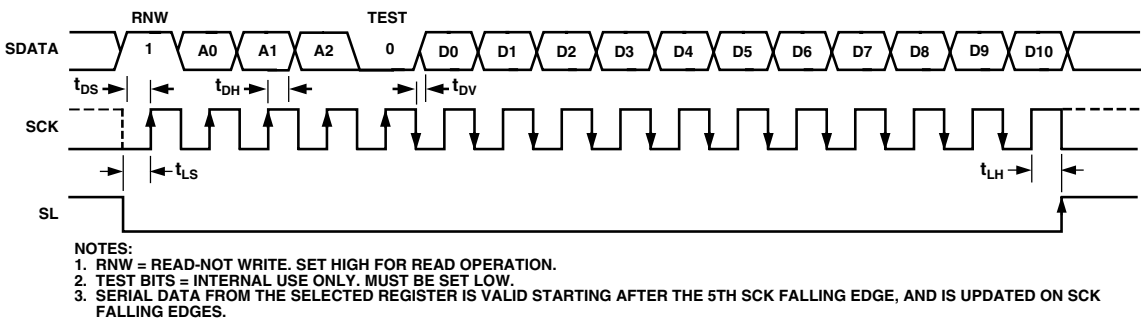 RNW TEST
SDATA 1 A0 A1 A2 0 D0 D1 D2 D3 D4 D5 D6 D7 D8 D9 D10
tDS tDH tDV
SCK
tLS tLH
SL
NOTES:
1. RNW = READ-NOT WRITE. SET HIGH FOR READ OPERATION.
2. TEST BITS = INTERNAL USE ONLY. MUST BE SET LOW.
3. SERIAL DATA FROM THE SELECTED REGISTER IS VALID STARTING AFTER THE 5TH SCK FALLING EDGE, AND IS UPDATED ON SCK
FALLING EDGES.